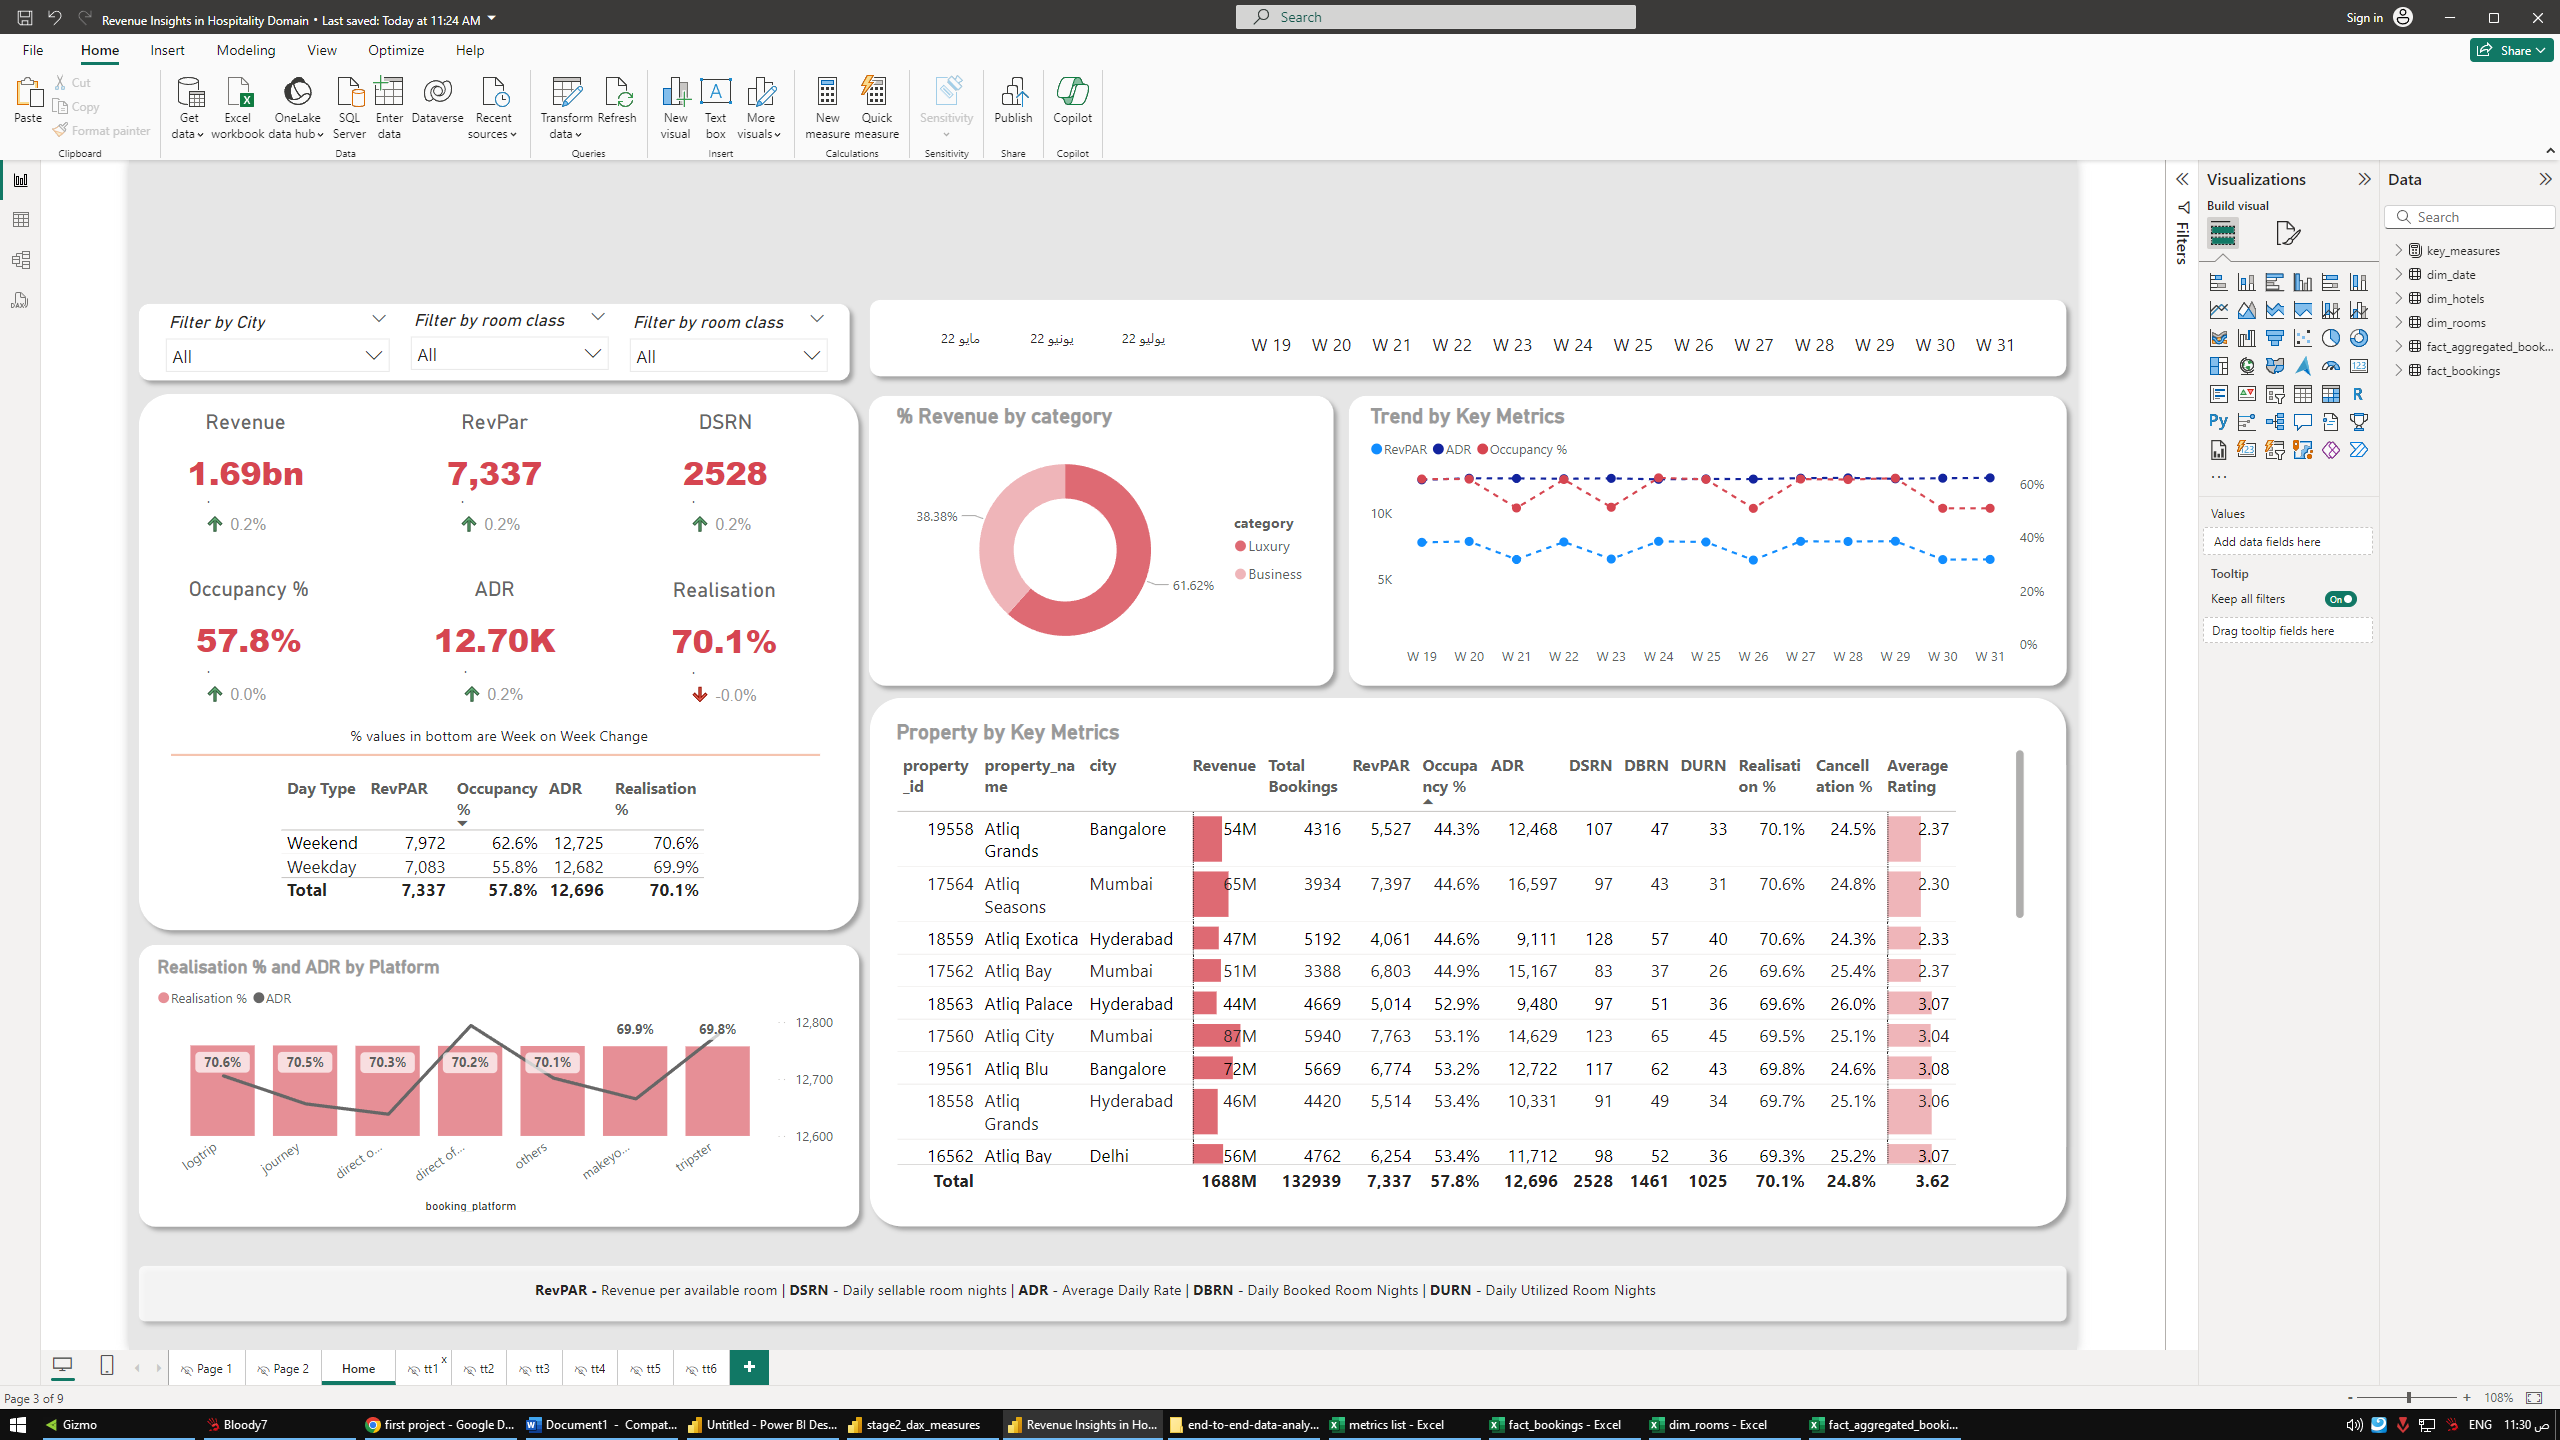 Revenue Insights in Hospitality Domain • Last saved: Today at 11:24 AM
Search
Sign in
File Home Insert Modeling View Optimize Help
Share
Paste
Cut
Copy
Format painter
Clipboard
Get data
Excel workbook
OneLake data hub
SQL Server
Enter data
Dataverse
Recent sources
Data
Transform data
Refresh
Queries
New visual
Text box
More visuals
Insert
New measure
Quick measure
Calculations
Sensitivity
Sensitivity
Publish
Share
Copilot
Copilot
Filter by City
All
Filter by room class
All
Filter by room class
All
مايو 22
يونيو 22
يوليو 22
W 19 W 20 W 21 W 22 W 23 W 24 W 25 W 26 W 27 W 28 W 29 W 30 W 31
Revenue RevPar DSRN
1.69bn 7,337 2528
0.2% 0.2% 0.2%
Occupancy % ADR Realisation
57.8% 12.70K 70.1%
0.0% 0.2% -0.0%
% values in bottom are Week on Week Change
Day Type RevPAR Occupancy % ADR Realisation %
Weekend 7,972 62.6% 12,725 70.6%
Weekday 7,083 55.8% 12,682 69.9%
Total 7,337 57.8% 12,696 70.1%
Realisation % and ADR by Platform
Realisation % ADR
70.6% 70.5% 70.3% 70.2% 70.1% 69.9% 69.8%
12,800
12,700
12,600
logtrip journey direct o... direct of... others makeyo... tripster
booking_platform
% Revenue by category
38.38%
61.62%
category
Luxury
Business
Trend by Key Metrics
RevPAR ADR Occupancy %
10K
5K
60%
40%
20%
0%
W 19 W 20 W 21 W 22 W 23 W 24 W 25 W 26 W 27 W 28 W 29 W 30 W 31
Property by Key Metrics
property_id property_name city Revenue Total Bookings RevPAR Occupancy % ADR DSRN DBRN DURN Realisation % Cancellation % Average Rating
19558 Atliq Grands Bangalore 54M 4316 5,527 44.3% 12,468 107 47 33 70.1% 24.5% 2.37
17564 Atliq Seasons Mumbai 65M 3934 7,397 44.6% 16,597 97 43 31 70.6% 24.8% 2.30
18559 Atliq Exotica Hyderabad 47M 5192 4,061 44.6% 9,111 128 57 40 70.6% 24.3% 2.33
17562 Atliq Bay Mumbai 51M 3388 6,803 44.9% 15,167 83 37 26 69.6% 25.4% 2.37
18563 Atliq Palace Hyderabad 44M 4669 5,014 52.9% 9,480 97 51 36 69.6% 26.0% 3.07
17560 Atliq City Mumbai 87M 5940 7,763 53.1% 14,629 123 65 45 69.5% 25.1% 3.04
19561 Atliq Blu Bangalore 72M 5669 6,774 53.2% 12,722 117 62 43 69.8% 24.6% 3.08
18558 Atliq Grands Hyderabad 46M 4420 5,514 53.4% 10,331 91 49 34 69.7% 25.1% 3.06
16562 Atliq Bay Delhi 56M 4762 6,254 53.4% 11,712 98 52 36 69.3% 25.2% 3.07
Total 1688M 132939 7,337 57.8% 12,696 2528 1461 1025 70.1% 24.8% 3.62
RevPAR - Revenue per available room | DSRN - Daily sellable room nights | ADR - Average Daily Rate | DBRN - Daily Booked Room Nights | DURN - Daily Utilized Room Nights
Filters
Visualizations
Build visual
R
Py
Values
Add data fields here
Tooltip
Keep all filters On
Drag tooltip fields here
Data
Search
key_measures
dim_date
dim_hotels
dim_rooms
fact_aggregated_book...
fact_bookings
Page 1 Page 2 Home tt1 x tt2 tt3 tt4 tt5 tt6 +
Page 3 of 9
- + 108%
Gizmo
Bloody7
first project - Google D...
Document1 - Compat...
Untitled - Power BI Des...
stage2_dax_measures
Revenue Insights in Ho...
end-to-end-data-analy...
metrics list - Excel
fact_bookings - Excel
dim_rooms - Excel
fact_aggregated_booki...
ENG
11:30 ص